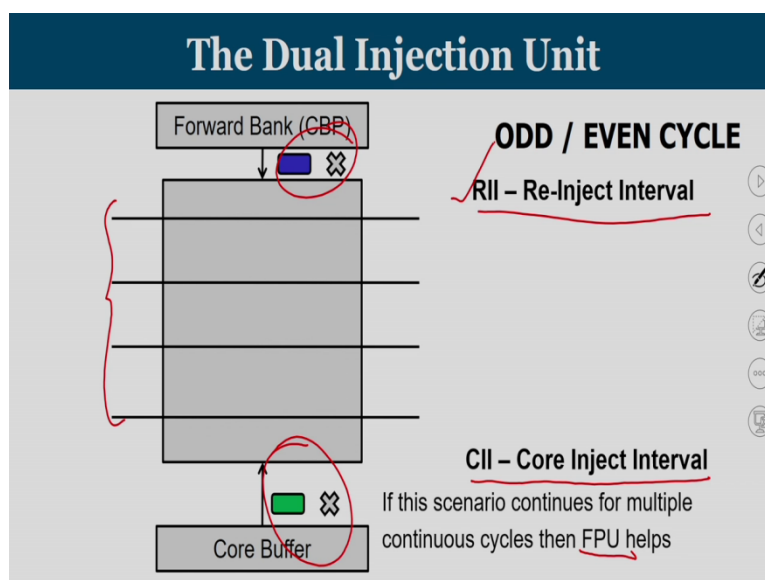 The Dual Injection Unit
Forward Bank (CBP)
ODD / EVEN CYCLE
RII – Re-Inject Interval
CII – Core Inject Interval
If this scenario continues for multiple
continuous cycles then FPU helps
Core Buffer